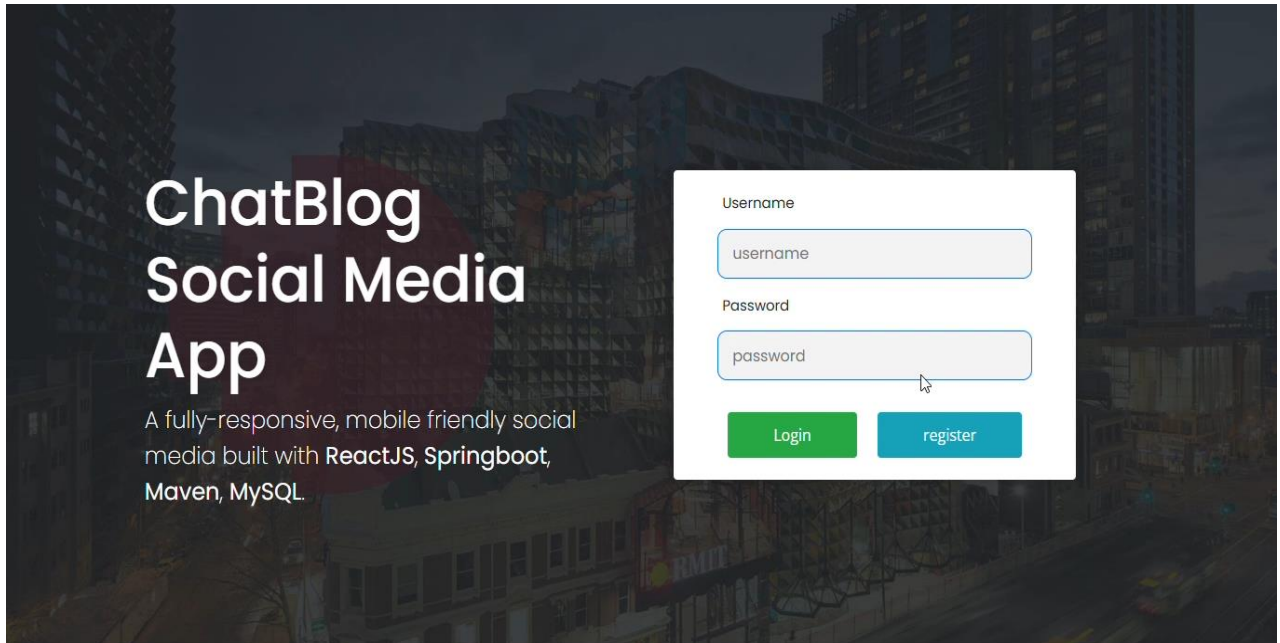 ChatBlog
Social Media
App
A fully-responsive, mobile friendly social
media built with ReactJS, Springboot,
Maven, MySQL.
Username
username
Password
password
Login
register
RMIT